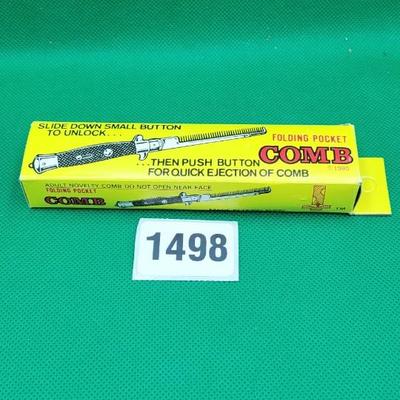 SLIDE DOWN SMALL BUTTON
TO UNLOCK...
FOLDING POCKET
COMB
...THEN PUSH BUTTON
FOR QUICK EJECTION OF COMB
ADULT NOVELTY COMB DO NOT OPEN NEAR FACE
FOLDING POCKET
COMB
1498